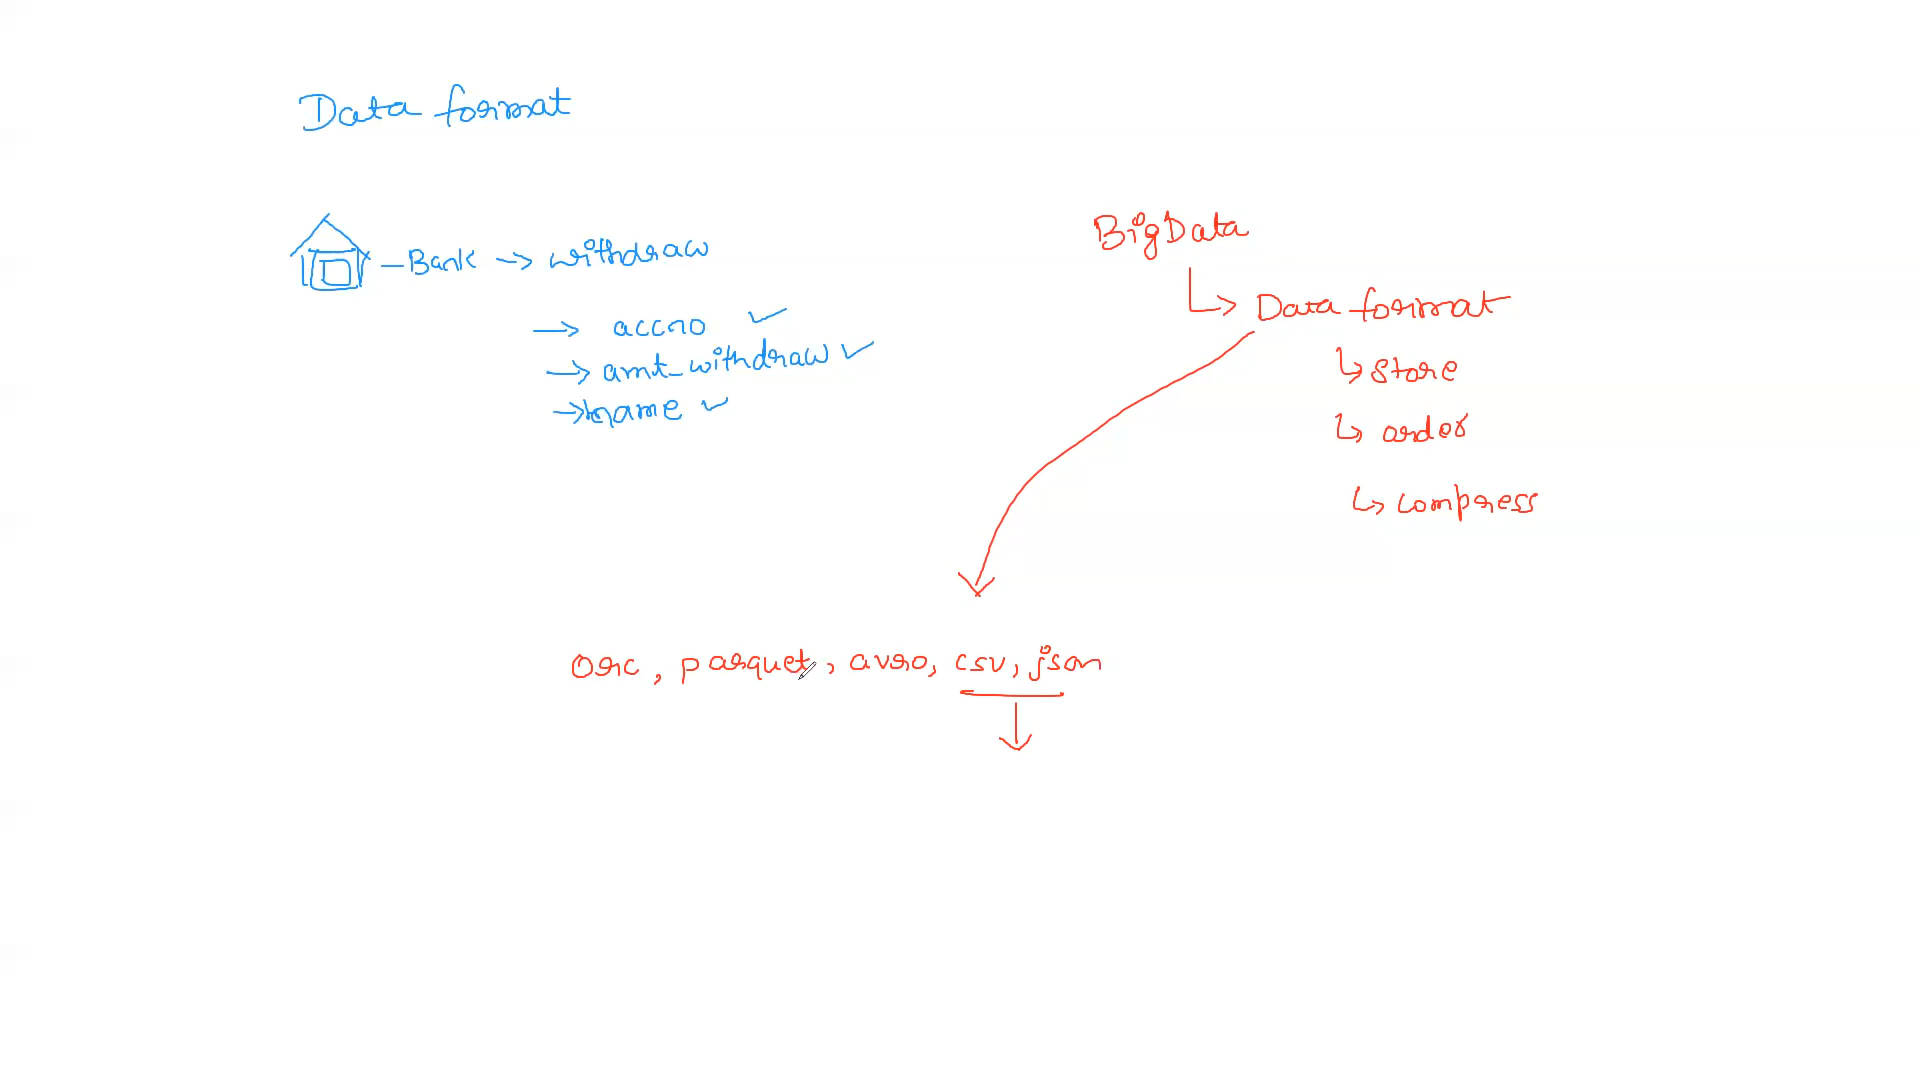 Data format
Bank → withdraw
→ accno ✓
→ amt_withdraw ✓
→ name ✓
BigData
↳ Data format
↳ store
↳ order
↳ compress
orc, parquet, avro, csv, json